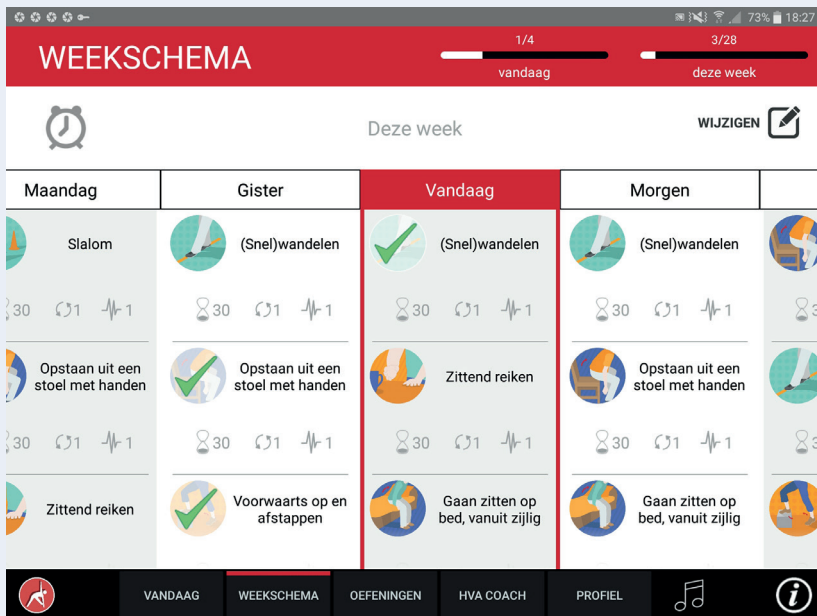 73% 18:27
WEEKSCHEMA
1/4
vandaag
3/28
deze week
Deze week
WIJZIGEN
Maandag
Gister
Vandaag
Morgen
Slalom
30 1 1
Opstaan uit een
stoel met handen
30 1 1
Zittend reiken
(Snel)wandelen
30 1 1
Opstaan uit een
stoel met handen
30 1 1
Voorwaarts op en
afstappen
(Snel)wandelen
30 1 1
Zittend reiken
30 1 1
Gaan zitten op
bed, vanuit zijlig
(Snel)wandelen
30 1 1
Opstaan uit een
stoel met handen
30 1 1
Gaan zitten op
bed, vanuit zijlig
VANDAAG
WEEKSCHEMA
OEFENINGEN
HVA COACH
PROFIEL